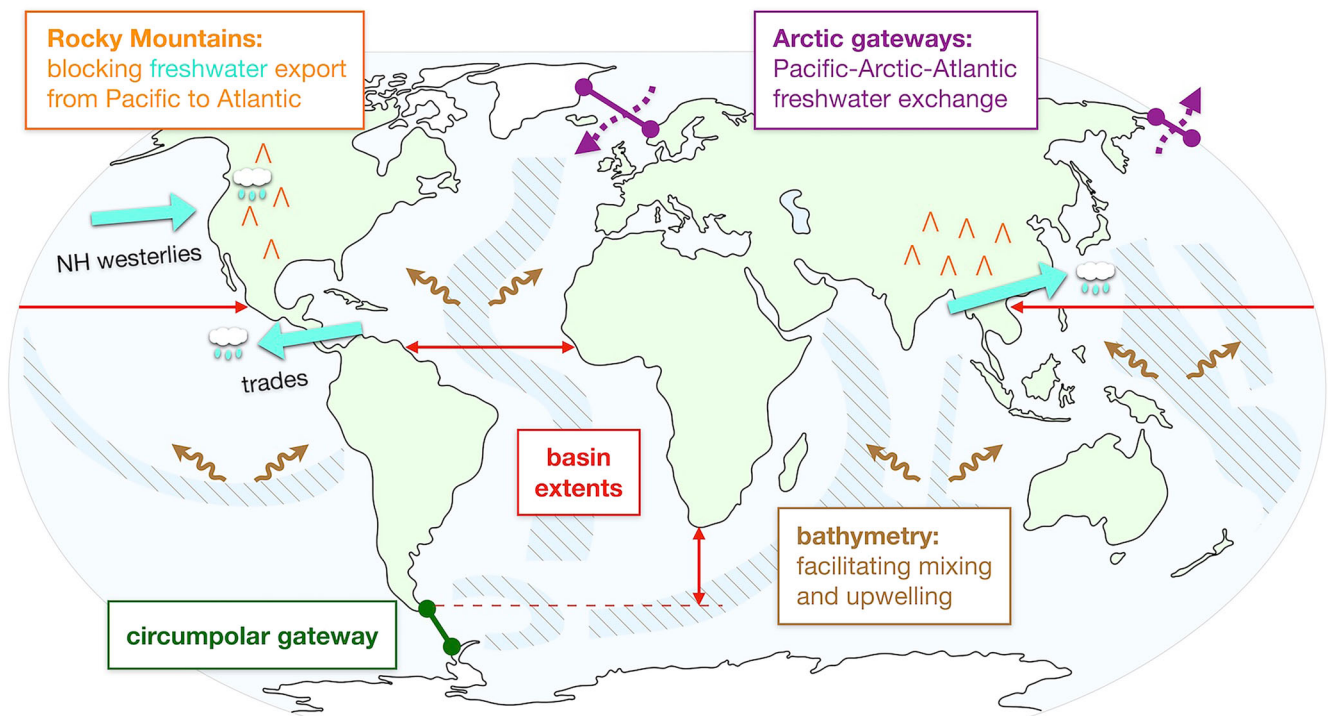 Rocky Mountains:
blocking freshwater export
from Pacific to Atlantic
Arctic gateways:
Pacific-Arctic-Atlantic
freshwater exchange
NH westerlies
trades
basin
extents
bathymetry:
facilitating mixing
and upwelling
circumpolar gateway